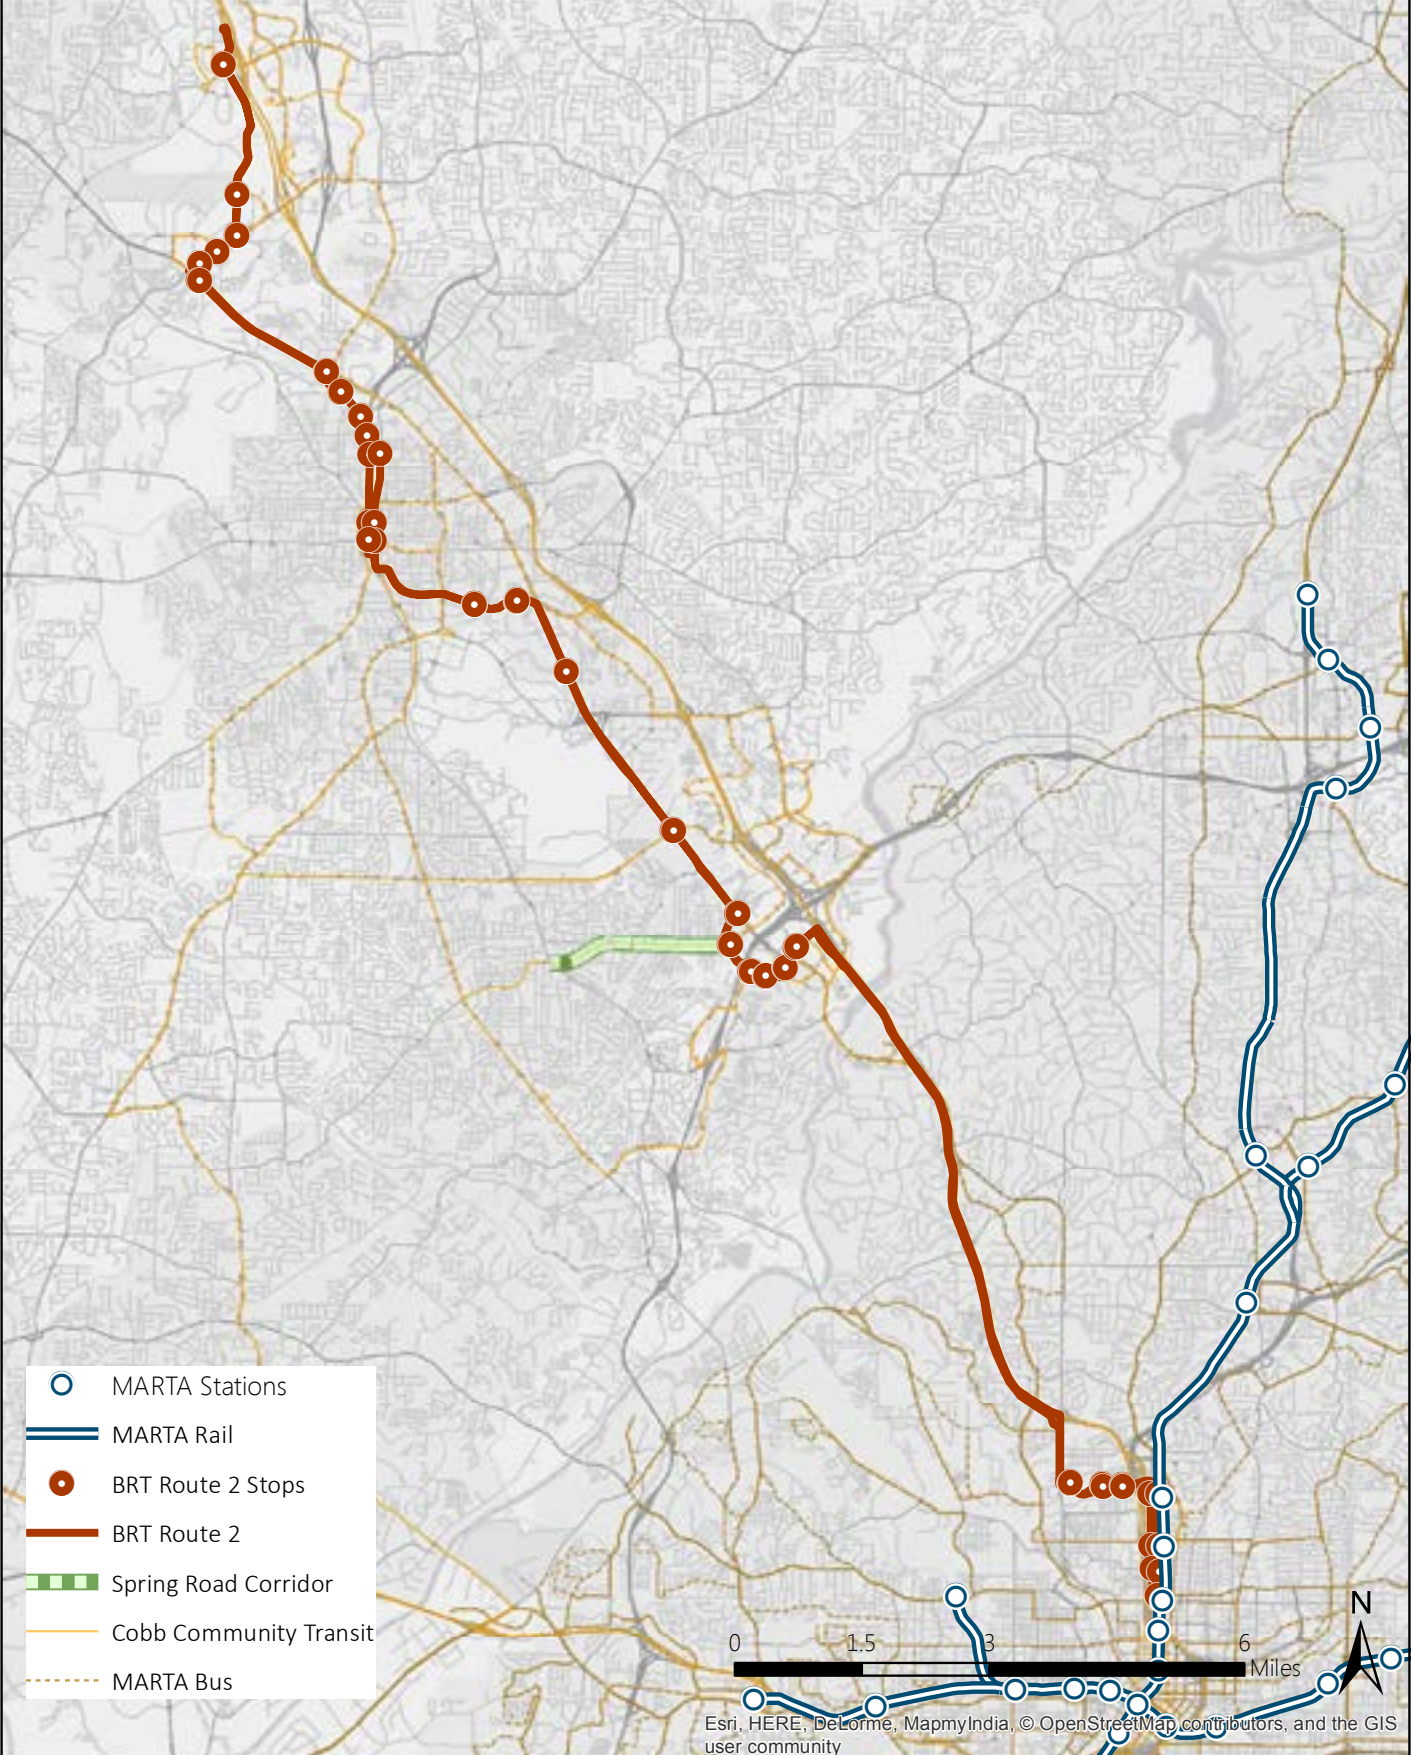 MARTA Stations
MARTA Rail
BRT Route 2 Stops
BRT Route 2
Spring Road Corridor
Cobb Community Transit
MARTA Bus
N
0 1.5 3 6
Miles
Esri, HERE, DeLorme, MapmyIndia, © OpenStreetMap contributors, and the GIS
user community